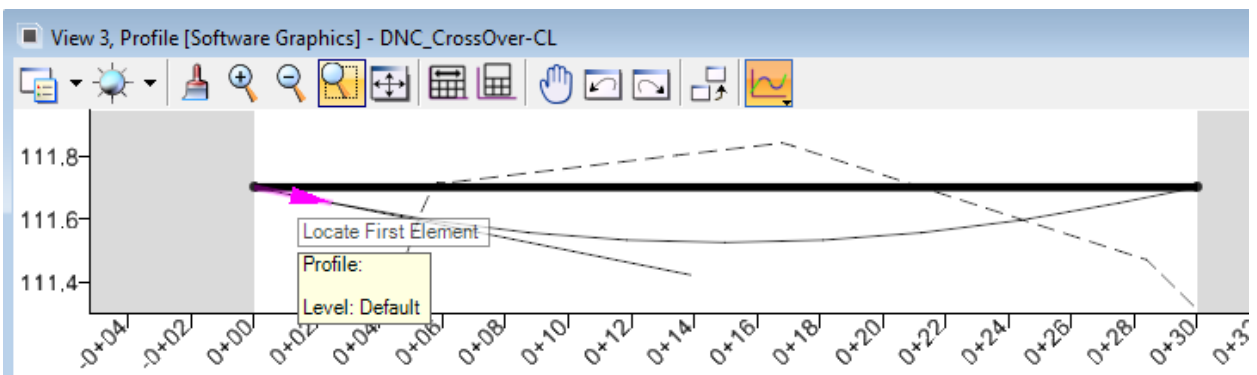 View 3, Profile [Software Graphics] - DNC_CrossOver-CL
111.8
111.6
Locate First Element
Profile:
111.4
Level: Default
-0+04 -0+02 0+00 0+02 0+04 0+06 0+08 0+10 0+12 0+14 0+16 0+18 0+20 0+22 0+24 0+26 0+28 0+30 0+32